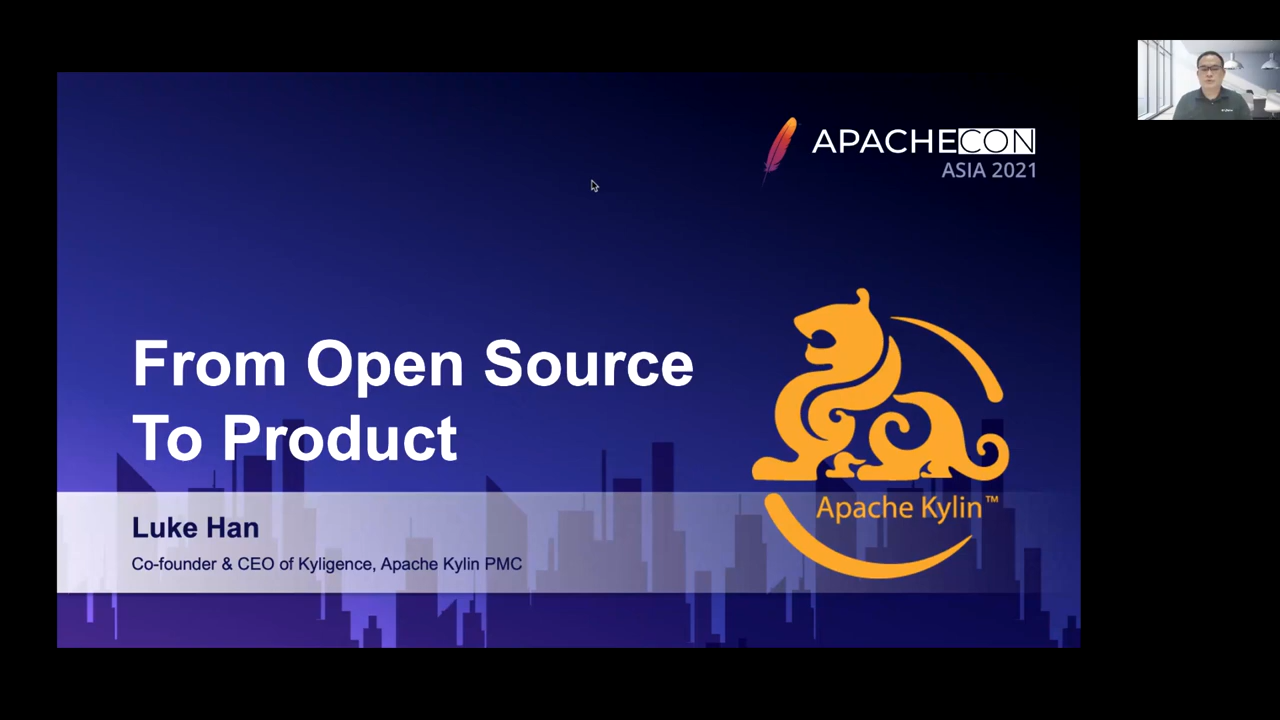 APACHECON
ASIA 2021
From Open Source
To Product
Apache Kylin™
Luke Han
Co-founder & CEO of Kyligence, Apache Kylin PMC